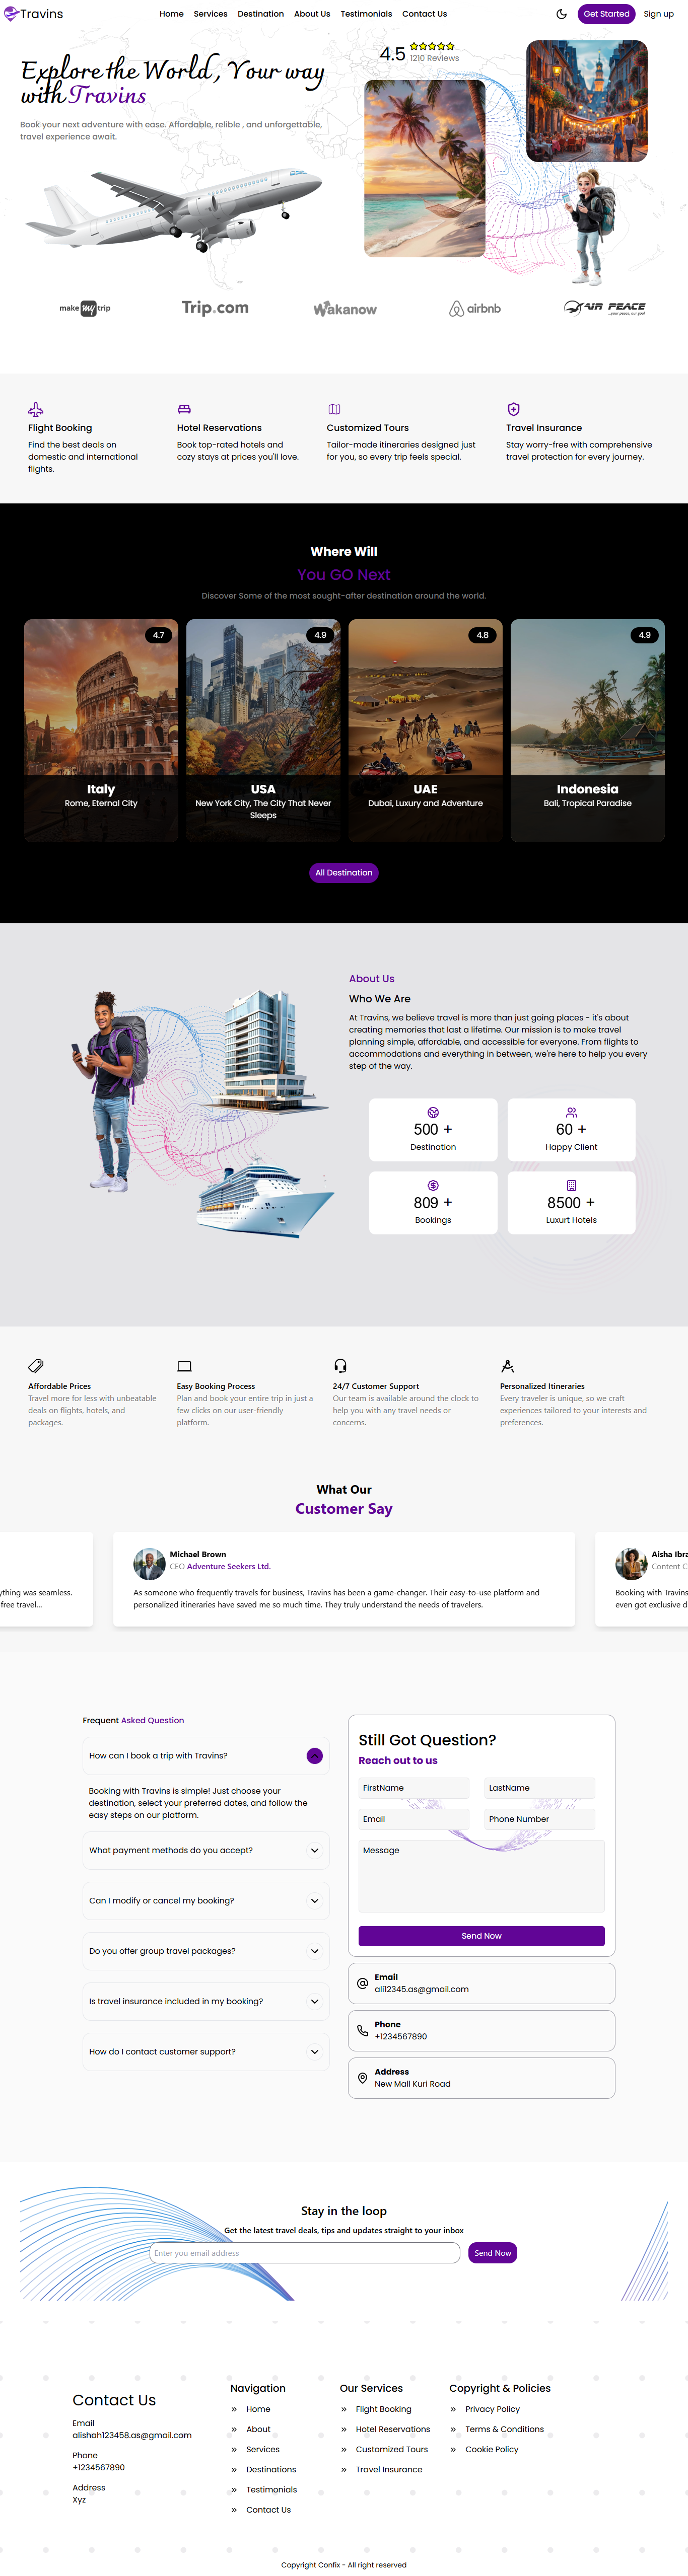 Travins
Home Services Destination About Us Testimonials Contact Us
Get Started Sign up
Explore the World , Your way
with Travins
Book your next adventure with ease. Affordable, relible , and unforgettable,
travel experience await.
4.5
1210 Reviews
make my trip
Trip.com
Wakanow
airbnb
AIR PEACE
...your peace, our goal
Flight Booking
Find the best deals on
domestic and international
flights.
Hotel Reservations
Book top-rated hotels and
cozy stays at prices you'll love.
Customized Tours
Tailor-made itineraries designed just
for you, so every trip feels special.
Travel Insurance
Stay worry-free with comprehensive
travel protection for every journey.
Where Will
You GO Next
Discover Some of the most sought-after destination around the world.
4.7
Italy
Rome, Eternal City
4.9
USA
New York City, The City That Never
Sleeps
4.8
UAE
Dubai, Luxury and Adventure
4.9
Indonesia
Bali, Tropical Paradise
All Destination
About Us
Who We Are
At Travins, we believe travel is more than just going places - it's about
creating memories that last a lifetime. Our mission is to make travel
planning simple, affordable, and accessible for everyone. From flights to
accommodations and everything in between, we're here to help you every
step of the way.
500 +
Destination
60 +
Happy Client
809 +
Bookings
8500 +
Luxurt Hotels
Affordable Prices
Travel more for less with unbeatable
deals on flights, hotels, and
packages.
Easy Booking Process
Plan and book your entire trip in just a
few clicks on our user-friendly
platform.
24/7 Customer Support
Our team is available around the clock to
help you with any travel needs or
concerns.
Personalized Itineraries
Every traveler is unique, so we craft
experiences tailored to your interests and
preferences.
What Our
Customer Say
ything was seamless.
free travel...
Michael Brown
CEO Adventure Seekers Ltd.
As someone who frequently travels for business, Travins has been a game-changer. Their easy-to-use platform and
personalized itineraries have saved me so much time. They truly understand the needs of travelers.
Aisha Ibra
Content C
Booking with Travins
even got exclusive d
Frequent Asked Question
How can I book a trip with Travins?
Booking with Travins is simple! Just choose your
destination, select your preferred dates, and follow the
easy steps on our platform.
What payment methods do you accept?
Can I modify or cancel my booking?
Do you offer group travel packages?
Is travel insurance included in my booking?
How do I contact customer support?
Still Got Question?
Reach out to us
FirstName LastName
Email Phone Number
Message
Send Now
Email
ali12345.as@gmail.com
Phone
+1234567890
Address
New Mall Kuri Road
Stay in the loop
Get the latest travel deals, tips and updates straight to your inbox
Enter you email address Send Now
Contact Us
Email
alishah123458.as@gmail.com
Phone
+1234567890
Address
Xyz
Navigation
» Home
» About
» Services
» Destinations
» Testimonials
» Contact Us
Our Services
» Flight Booking
» Hotel Reservations
» Customized Tours
» Travel Insurance
Copyright & Policies
» Privacy Policy
» Terms & Conditions
» Cookie Policy
Copyright Confix - All right reserved